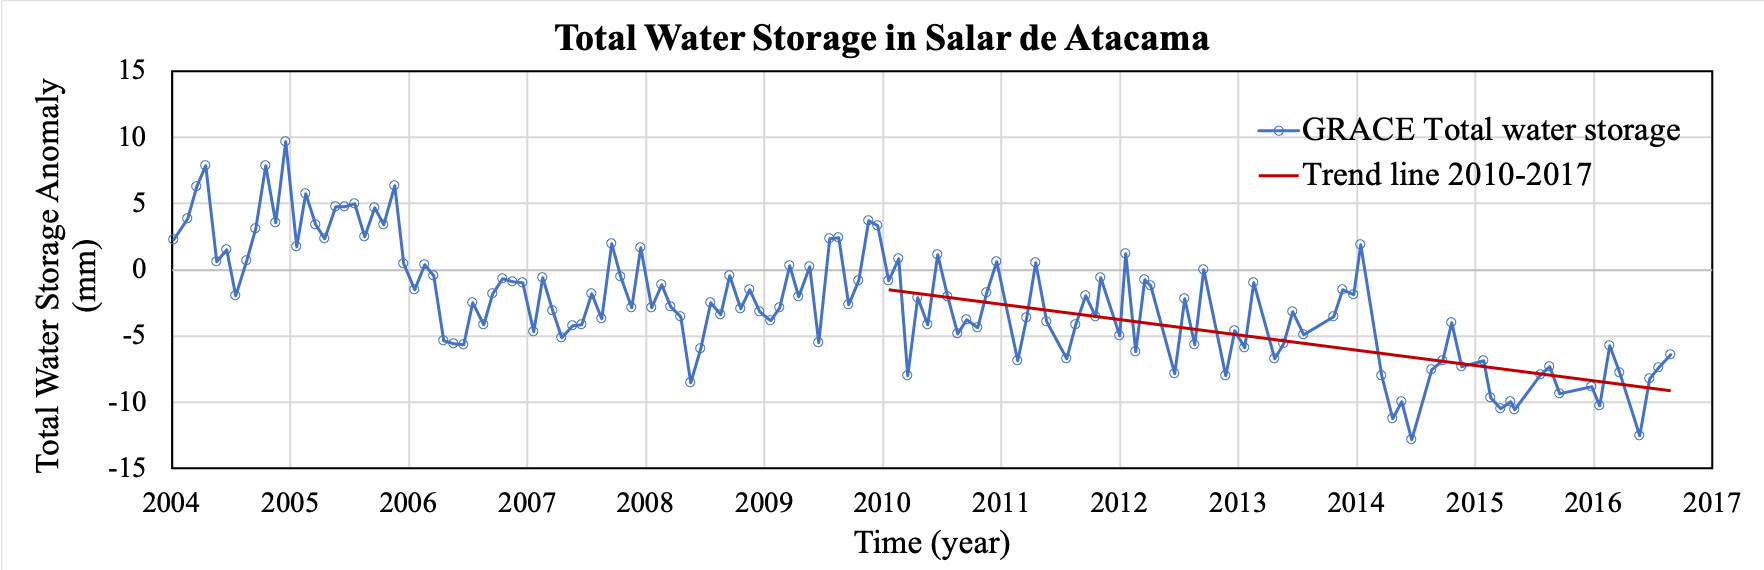 Total Water Storage in Salar de Atacama
Total Water Storage Anomaly
(mm)
15
10
5
0
-5
-10
-15
GRACE Total water storage
Trend line 2010-2017
2004 2005 2006 2007 2008 2009 2010 2011 2012 2013 2014 2015 2016 2017
Time (year)